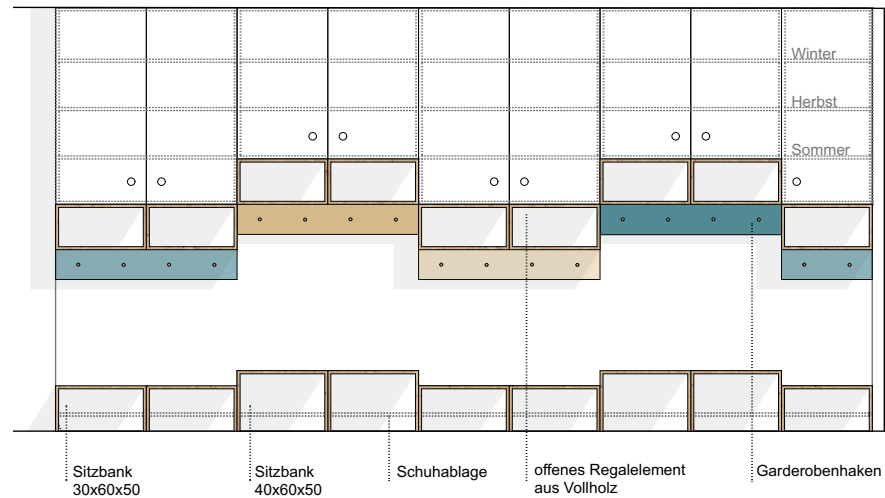 Winter
Herbst
Sommer
Sitzbank
30x60x50
Sitzbank
40x60x50
Schuhablage
offenes Regalelement
aus Vollholz
Garderobenhaken